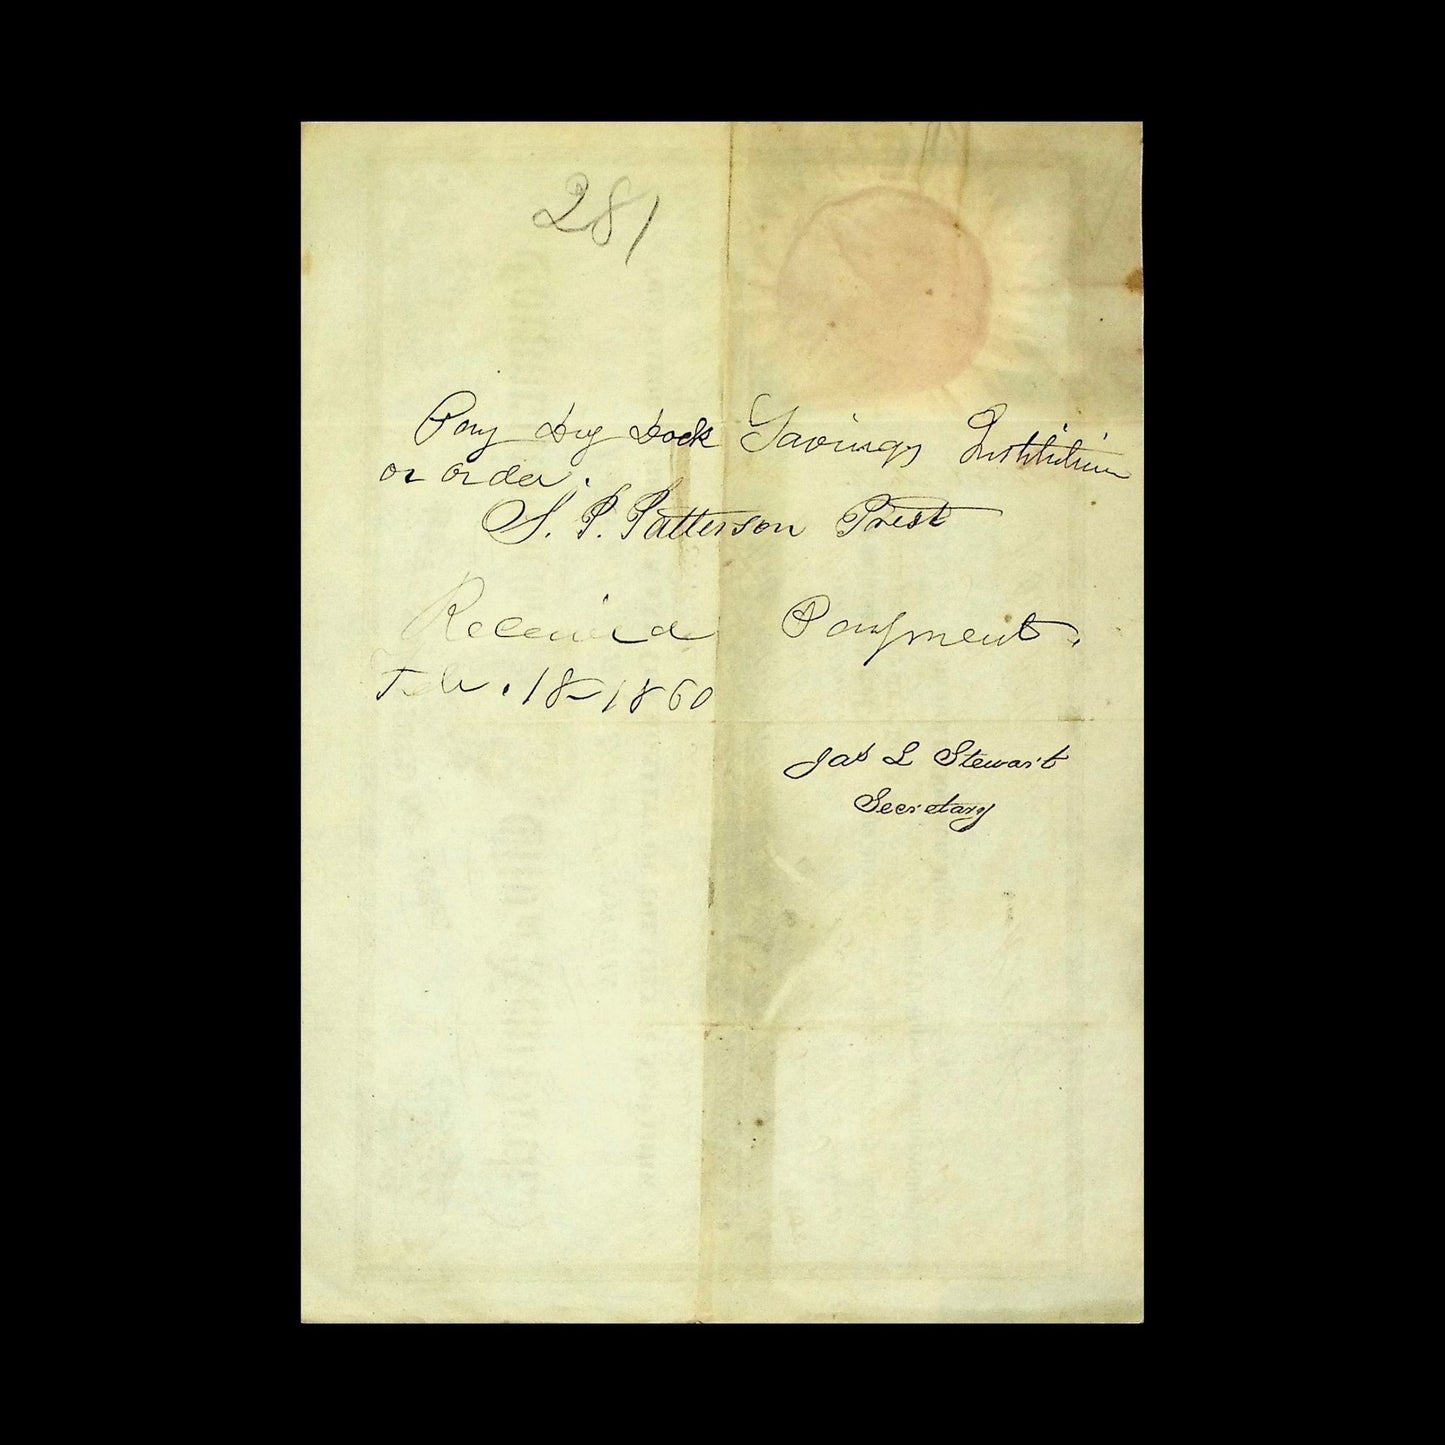 281
Pay Dry Dock Savings Institution
or order.
S. P. Patterson Prest
Received Payment.
Feb. 18-1860
Jas L Stewart
Secretary